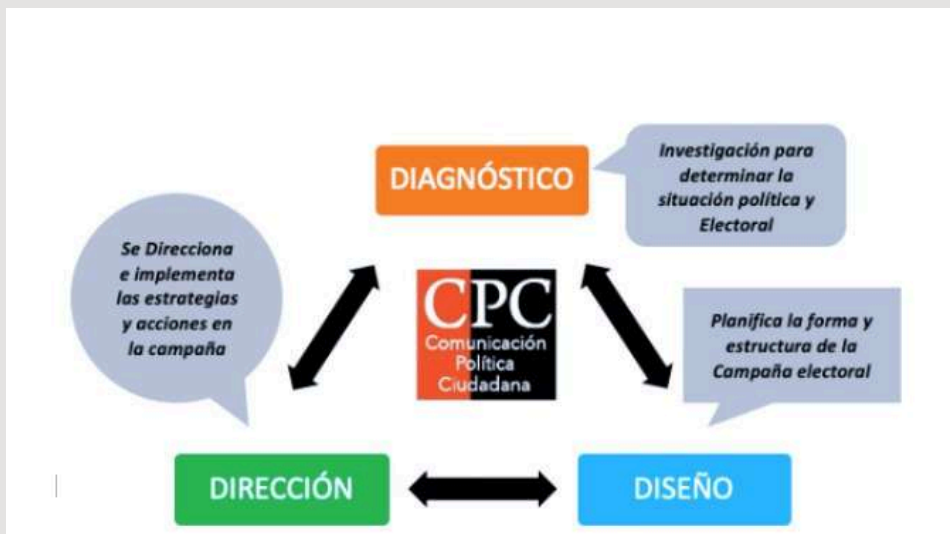 DIAGNÓSTICO
Investigación para
determinar la
situación política y
Electoral
Se Direcciona
e implementa
las estrategias
y acciones en
la campaña
CPC
Comunicación
Política
Ciudadana
Planifica la forma y
estructura de la
Campaña electoral
DIRECCIÓN
DISEÑO